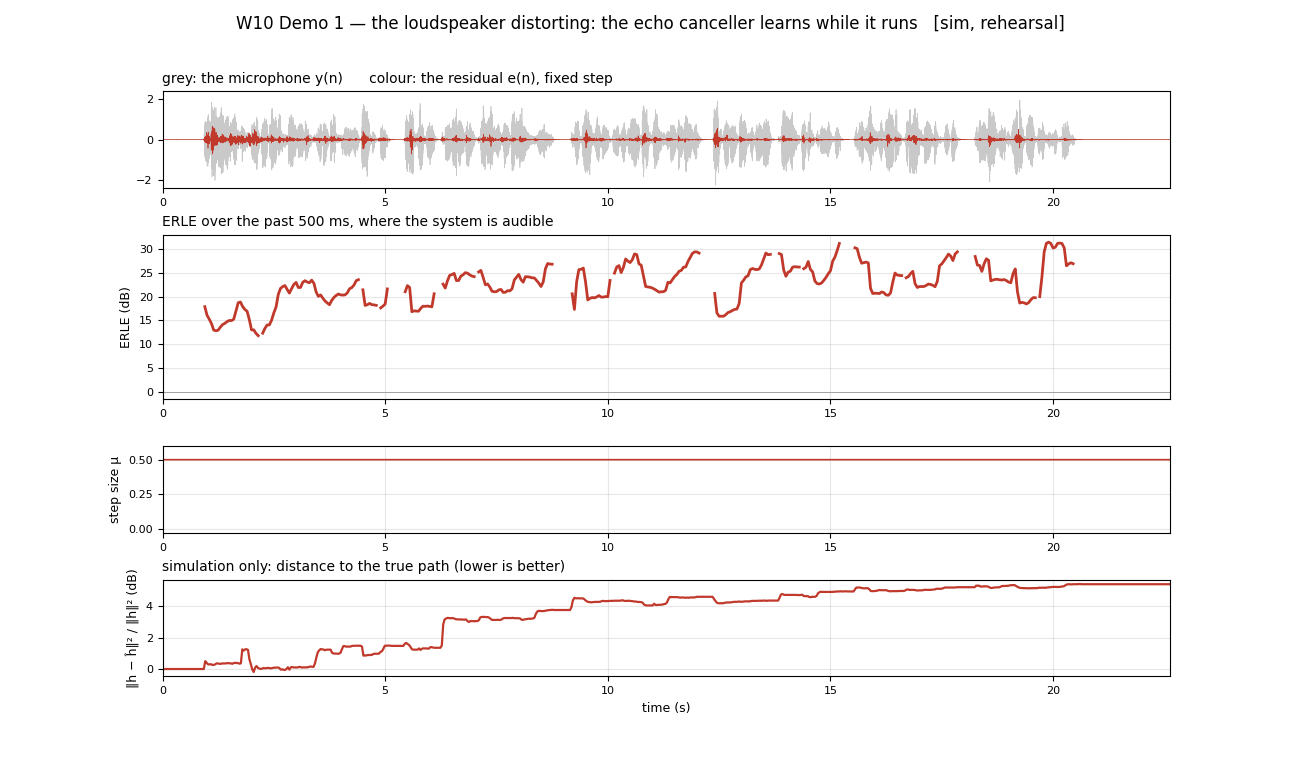 W10 Demo 1 — the loudspeaker distorting: the echo canceller learns while it runs [sim, rehearsal]
grey: the microphone y(n) colour: the residual e(n), fixed step
2
0
−2
0 5 10 15 20
ERLE over the past 500 ms, where the system is audible
ERLE (dB)
30
25
20
15
10
5
0
0 5 10 15 20
step size μ
0.50
0.25
0.00
0 5 10 15 20
simulation only: distance to the true path (lower is better)
‖h − ĥ‖² / ‖h‖² (dB)
4
2
0
0 5 10 15 20
time (s)